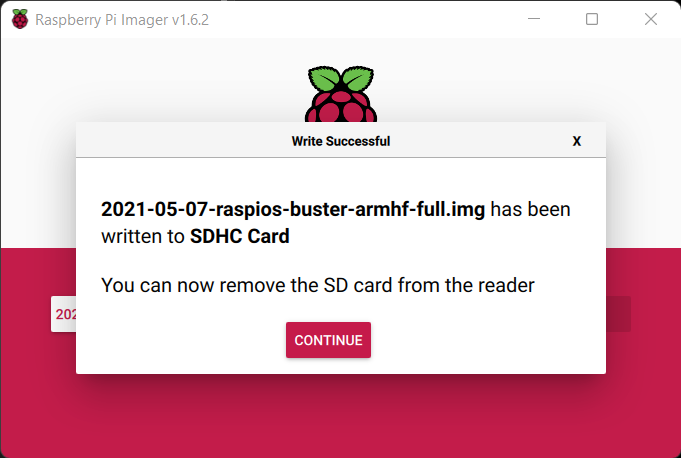 Raspberry Pi Imager v1.6.2
Write Successful
X
2021-05-07-raspios-buster-armhf-full.img has been
written to SDHC Card
You can now remove the SD card from the reader
202
CONTINUE